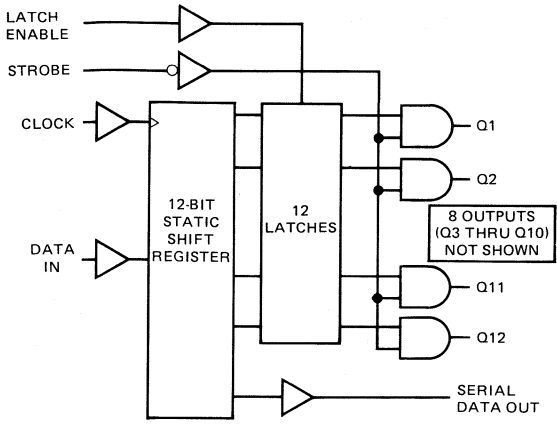 LATCH
ENABLE
STROBE
CLOCK
DATA
IN
12-BIT
STATIC
SHIFT
REGISTER
12
LATCHES
Q1
Q2
8 OUTPUTS
(Q3 THRU Q10)
NOT SHOWN
Q11
Q12
SERIAL
DATA OUT